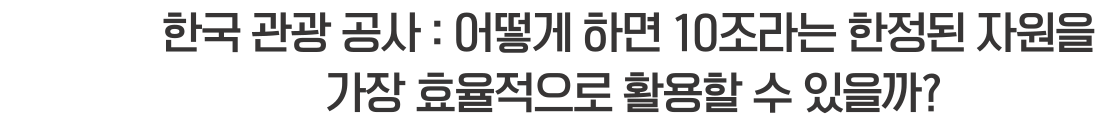 한국 관광 공사 : 어떻게 하면 10조라는 한정된 자원을
가장 효율적으로 활용할 수 있을까?